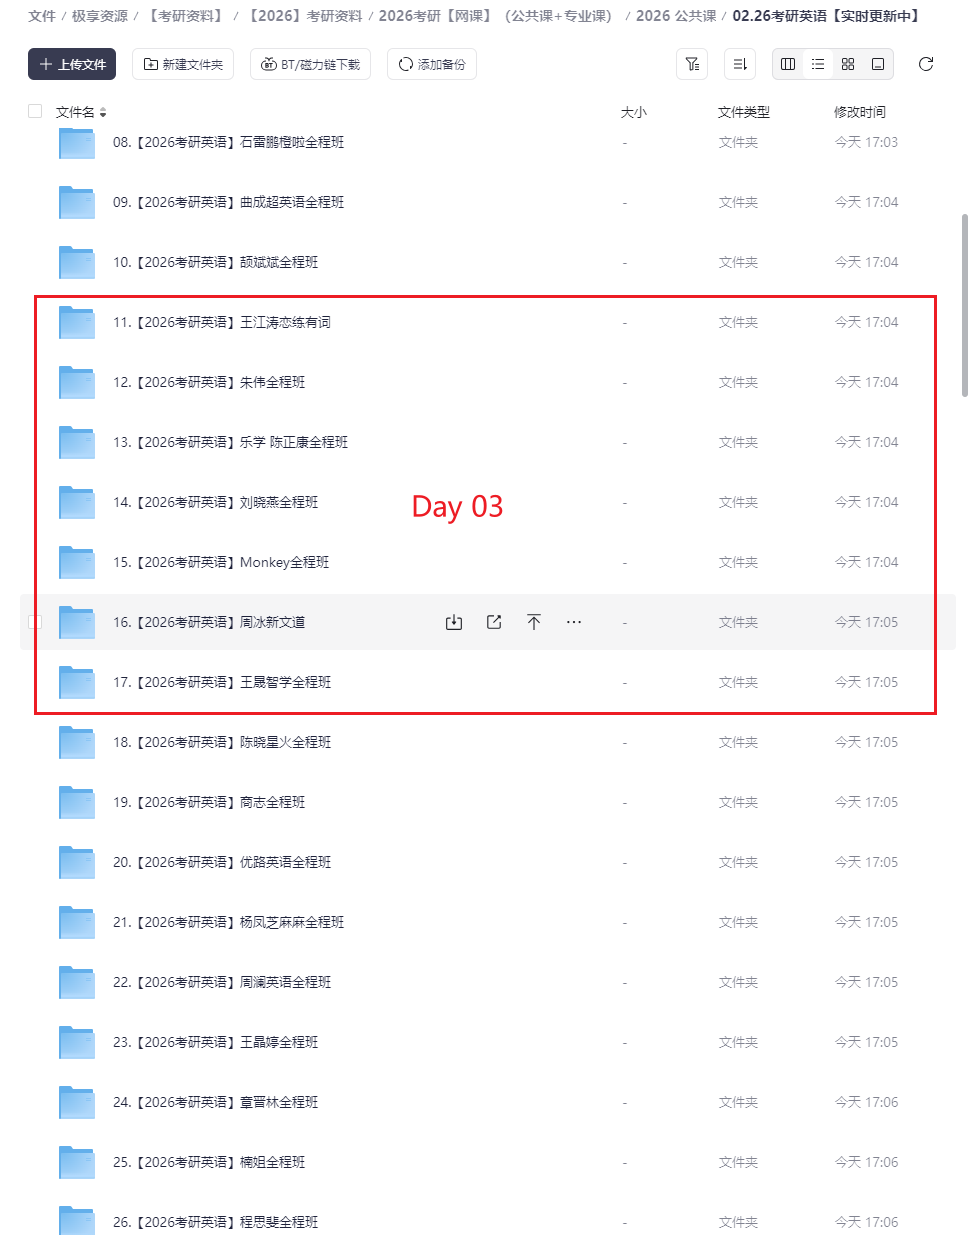 文件 / 极享资源 / 【考研资料】 / 【2026】考研资料 / 2026考研【网课】（公共课+专业课） / 2026 公共课 / 02.26考研英语【实时更新中】
上传文件 新建文件夹 BT/磁力链下载 添加备份
文件名 大小 文件类型 修改时间
08.【2026考研英语】石雷鹏橙啦全程班 - 文件夹 今天 17:03
09.【2026考研英语】曲成超英语全程班 - 文件夹 今天 17:04
10.【2026考研英语】颉斌斌全程班 - 文件夹 今天 17:04
11.【2026考研英语】王江涛恋练有词 - 文件夹 今天 17:04
12.【2026考研英语】朱伟全程班 - 文件夹 今天 17:04
13.【2026考研英语】乐学 陈正康全程班 - 文件夹 今天 17:04
14.【2026考研英语】刘晓燕全程班 - 文件夹 今天 17:04
Day 03
15.【2026考研英语】Monkey全程班 - 文件夹 今天 17:04
16.【2026考研英语】周冰新文道 - 文件夹 今天 17:05
17.【2026考研英语】王晟智学全程班 - 文件夹 今天 17:05
18.【2026考研英语】陈晓星火全程班 - 文件夹 今天 17:05
19.【2026考研英语】商志全程班 - 文件夹 今天 17:05
20.【2026考研英语】优路英语全程班 - 文件夹 今天 17:05
21.【2026考研英语】杨凤芝麻麻全程班 - 文件夹 今天 17:05
22.【2026考研英语】周澜英语全程班 - 文件夹 今天 17:05
23.【2026考研英语】王晶婷全程班 - 文件夹 今天 17:05
24.【2026考研英语】章晋林全程班 - 文件夹 今天 17:06
25.【2026考研英语】楠姐全程班 - 文件夹 今天 17:06
26.【2026考研英语】程思斐全程班 - 文件夹 今天 17:06